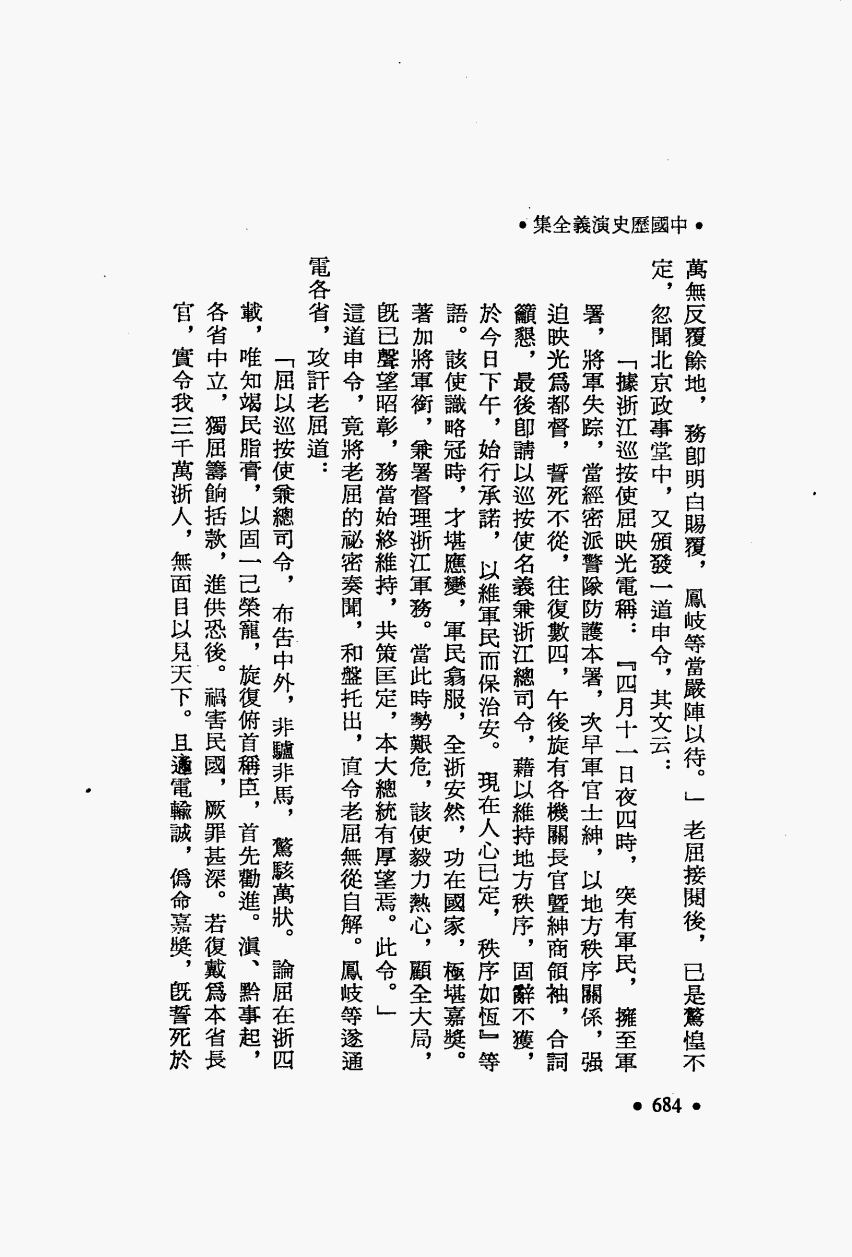 •中國歷史演義全集•
萬無反覆餘地，務卽明白賜覆，鳳岐等當嚴陣以待。」老屈接閱後，已是驚惶不
定，忽聞北京政事堂中，又頒發一道申令，其文云：
「據浙江巡按使屈映光電稱：『四月十一日夜四時，突有軍民，擁至軍
署，將軍失踪，當經密派警隊防護本署，次早軍官士紳，以地方秩序關係，强
迫映光爲都督，誓死不從，往復數四，午後旋有各機關長官暨紳商領袖，合詞
籲懇，最後卽請以巡按使名義兼浙江總司令，藉以維持地方秩序，固辭不獲，
於今日下午，始行承諾，以維軍民而保治安。現在人心已定，秩序如恆』等
語。該使識略冠時，才堪應變，軍民翕服，全浙安然，功在國家，極堪嘉獎。
著加將軍銜，兼署督理浙江軍務。當此時勢艱危，該使毅力熱心，顧全大局，
旣已聲望昭彰，務當始終維持，共策匡定，本大總統有厚望焉。此令。」
這道申令，竟將老屈的祕密奏聞，和盤托出，直令老屈無從自解。鳳岐等遂通
電各省，攻訐老屈道：
「屈以巡按使兼總司令，布告中外，非驢非馬，驚駭萬狀。論屈在浙四
載，唯知竭民脂膏，以固一己榮寵，旋復俯首稱臣，首先勸進。滇、黔事起，
各省中立，獨屈籌餉括款，進供恐後。禍害民國，厥罪甚深。若復戴爲本省長
官，實令我三千萬浙人，無面目以見天下。且通電輸誠，僞命嘉獎，旣誓死於
•684•